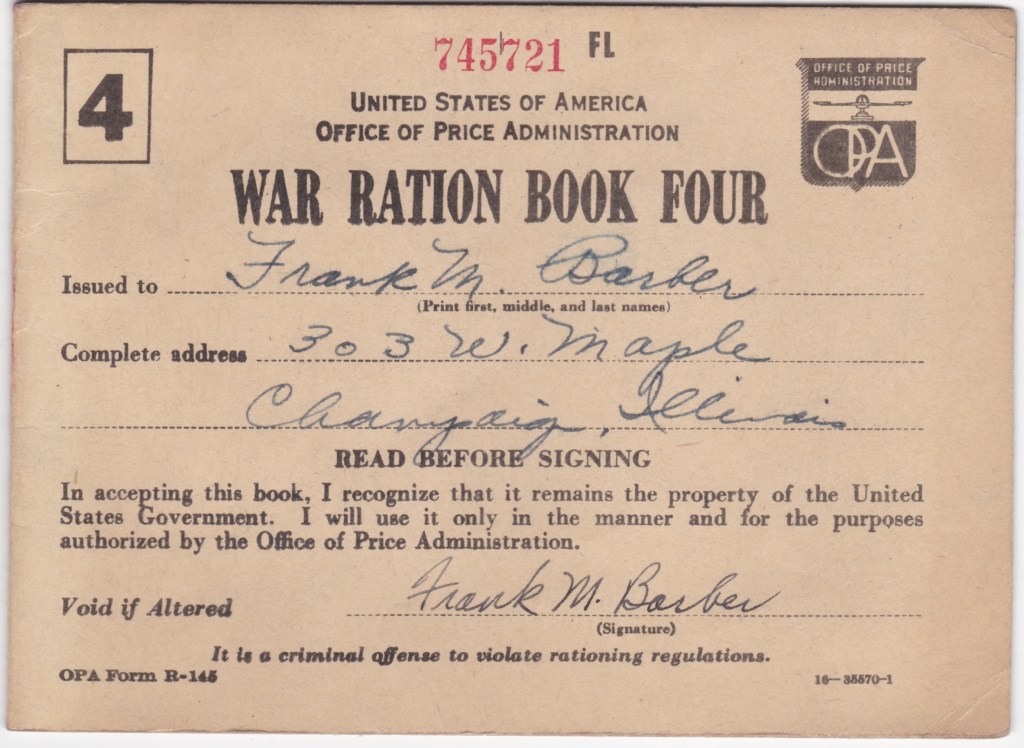 745721 FL
4
UNITED STATES OF AMERICA
OFFICE OF PRICE ADMINISTRATION
OFFICE OF PRICE
ADMINISTRATION
OPA
WAR RATION BOOK FOUR
Issued to Frank M. Barber
(Print first, middle, and last names)
Complete address 303 W. Maple
Champaign, Illinois
READ BEFORE SIGNING
In accepting this book, I recognize that it remains the property of the United
States Government. I will use it only in the manner and for the purposes
authorized by the Office of Price Administration.
Void if Altered Frank M. Barber
(Signature)
It is a criminal offense to violate rationing regulations.
OPA Form R-145 16—35570-1